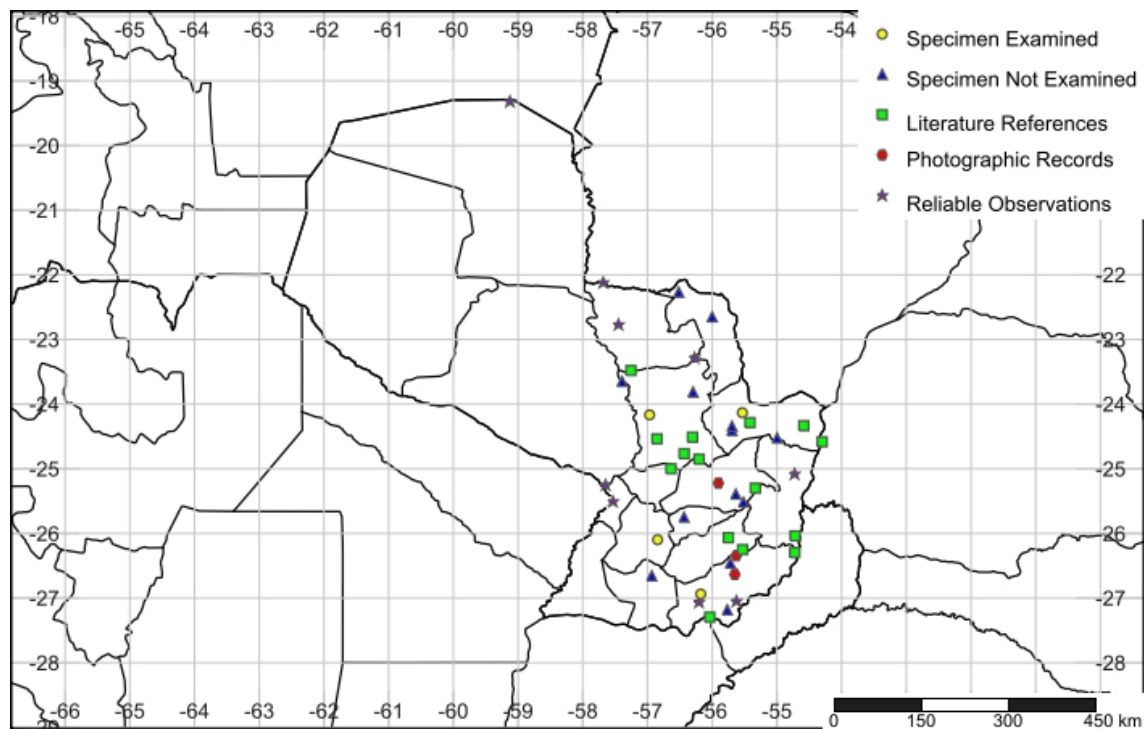 -18
-65 -64 -63 -62 -61 -60 -59 -58 -57 -56 -55 -54
Specimen Examined
Specimen Not Examined
Literature References
Photographic Records
Reliable Observations
-19
-20
-21
-22 -22
-23 -23
-24 -24
-25 -25
-26 -26
-27 -27
-28 -28
-66 -65 -64 -63 -62 -61 -60 -59 -58 -57 -56 -55
0 150 300 450 km